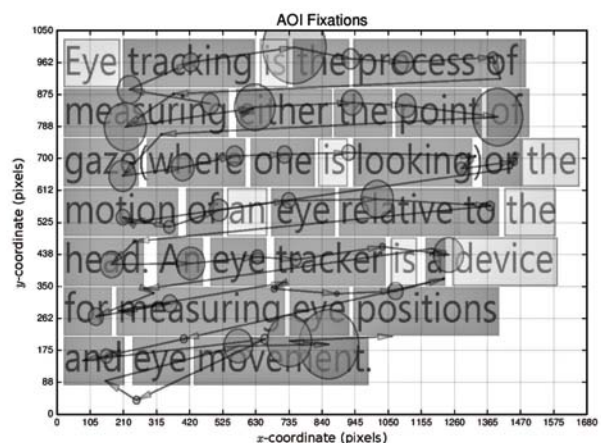 AOI Fixations
1050
962
875
788
700
612
525
438
350
262
175
88
0
y-coordinate (pixels)
Eye tracking is the process of
measuring either the point of
gaze (where one is looking) or the
motion of an eye relative to the
head. An eye tracker is a device
for measuring eye positions
and eye movement.
0 105 210 315 420 525 630 735 840 945 1050 1155 1260 1365 1470 1575 1680
x-coordinate (pixels)